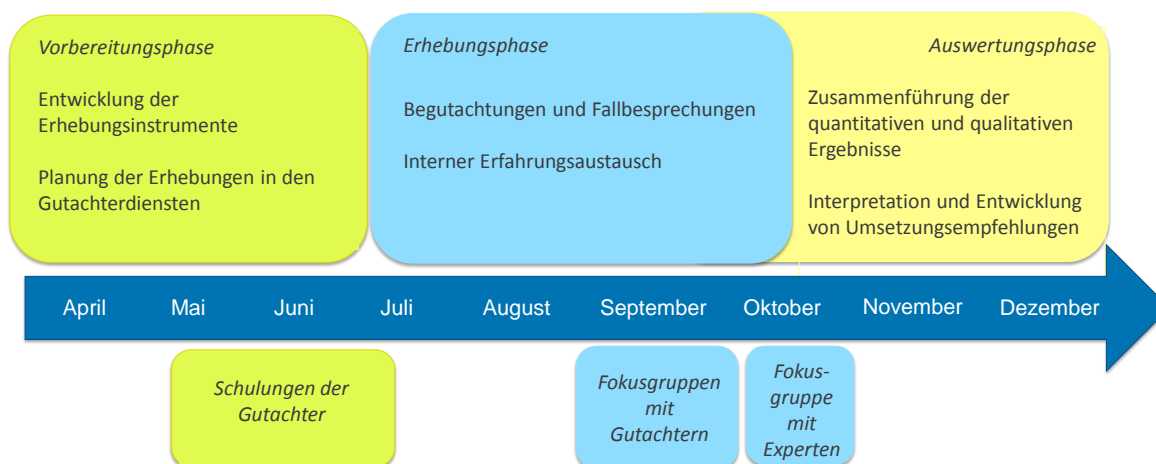 Vorbereitungsphase
Entwicklung der
Erhebungsinstrumente
Planung der Erhebungen in den
Gutachterdiensten
Erhebungsphase
Begutachtungen und Fallbesprechungen
Interner Erfahrungsaustausch
Auswertungsphase
Zusammenführung der
quantitativen und qualitativen
Ergebnisse
Interpretation und Entwicklung
von Umsetzungsempfehlungen
April Mai Juni Juli August September Oktober November Dezember
Schulungen der
Gutachter
Fokusgruppen
mit
Gutachtern
Fokus-
gruppe
mit
Experten